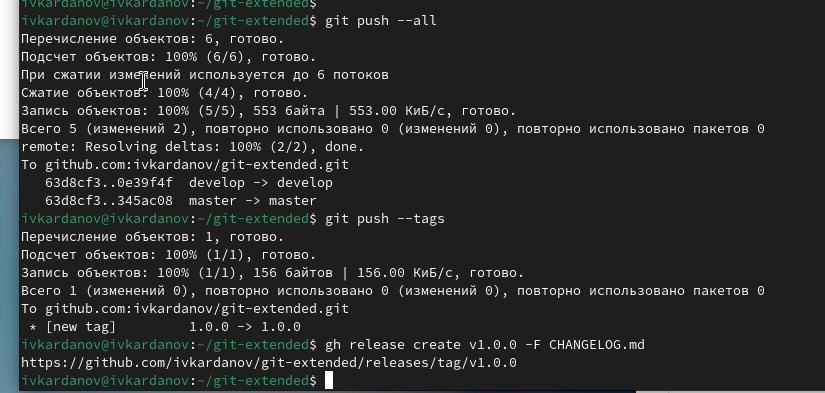 ivkardanov@ivkardanov:~/git-extended$
ivkardanov@ivkardanov:~/git-extended$ git push --all
Перечисление объектов: 6, готово.
Подсчет объектов: 100% (6/6), готово.
При сжатии изменений используется до 6 потоков
Сжатие объектов: 100% (4/4), готово.
Запись объектов: 100% (5/5), 553 байта | 553.00 КиБ/с, готово.
Всего 5 (изменений 2), повторно использовано 0 (изменений 0), повторно использовано пакетов 0
remote: Resolving deltas: 100% (2/2), done.
To github.com:ivkardanov/git-extended.git
   63d8cf3..0e39f4f  develop -> develop
   63d8cf3..345ac08  master -> master
ivkardanov@ivkardanov:~/git-extended$ git push --tags
Перечисление объектов: 1, готово.
Подсчет объектов: 100% (1/1), готово.
Запись объектов: 100% (1/1), 156 байтов | 156.00 КиБ/с, готово.
Всего 1 (изменений 0), повторно использовано 0 (изменений 0), повторно использовано пакетов 0
To github.com:ivkardanov/git-extended.git
 * [new tag]         1.0.0 -> 1.0.0
ivkardanov@ivkardanov:~/git-extended$ gh release create v1.0.0 -F CHANGELOG.md
https://github.com/ivkardanov/git-extended/releases/tag/v1.0.0
ivkardanov@ivkardanov:~/git-extended$